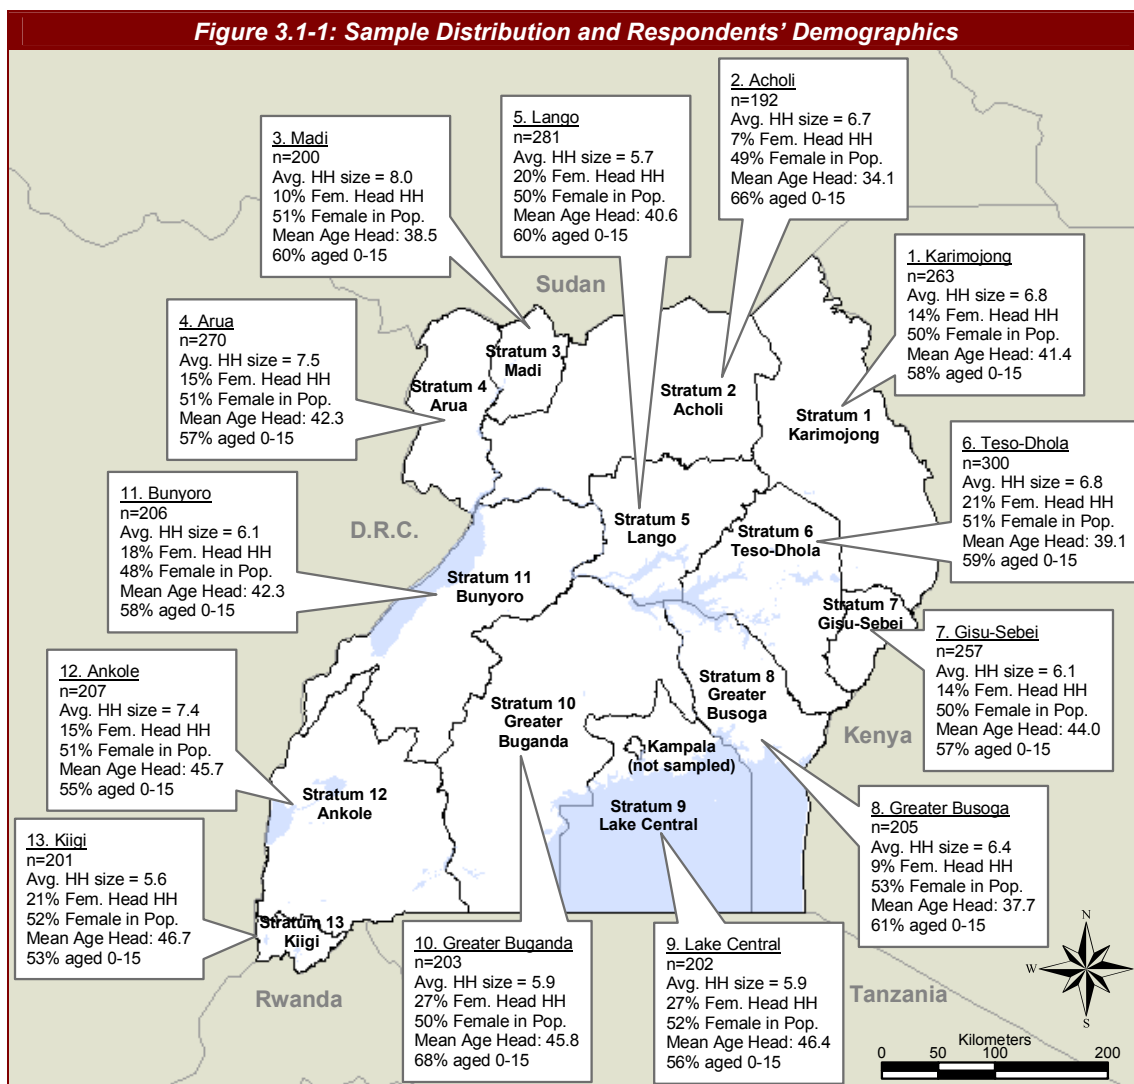 Figure 3.1-1: Sample Distribution and Respondents' Demographics
2. Acholi
n=192
Avg. HH size = 6.7
7% Fem. Head HH
49% Female in Pop.
Mean Age Head: 34.1
66% aged 0-15
5. Lango
n=281
Avg. HH size = 5.7
20% Fem. Head HH
50% Female in Pop.
Mean Age Head: 40.6
60% aged 0-15
3. Madi
n=200
Avg. HH size = 8.0
10% Fem. Head HH
51% Female in Pop.
Mean Age Head: 38.5
60% aged 0-15
1. Karimojong
n=263
Avg. HH size = 6.8
14% Fem. Head HH
50% Female in Pop.
Mean Age Head: 41.4
58% aged 0-15
Sudan
4. Arua
n=270
Avg. HH size = 7.5
15% Fem. Head HH
51% Female in Pop.
Mean Age Head: 42.3
57% aged 0-15
Stratum 3
Madi
Stratum 4
Arua
Stratum 2
Acholi
Stratum 1
Karimojong
6. Teso-Dhola
n=300
Avg. HH size = 6.8
21% Fem. Head HH
51% Female in Pop.
Mean Age Head: 39.1
59% aged 0-15
11. Bunyoro
n=206
Avg. HH size = 6.1
18% Fem. Head HH
48% Female in Pop.
Mean Age Head: 42.3
58% aged 0-15
D.R.C.
Stratum 5
Lango
Stratum 6
Teso-Dhola
Stratum 11
Bunyoro
Stratum 7
Gisu-Sebei
7. Gisu-Sebei
n=257
Avg. HH size = 6.1
14% Fem. Head HH
50% Female in Pop.
Mean Age Head: 44.0
57% aged 0-15
12. Ankole
n=207
Avg. HH size = 7.4
15% Fem. Head HH
51% Female in Pop.
Mean Age Head: 45.7
55% aged 0-15
Stratum 8
Greater
Busoga
Stratum 10
Greater
Buganda
Kenya
Kampala
(not sampled)
Stratum 12
Ankole
Stratum 9
Lake Central
8. Greater Busoga
n=205
Avg. HH size = 6.4
9% Fem. Head HH
53% Female in Pop.
Mean Age Head: 37.7
61% aged 0-15
13. Kiigi
n=201
Avg. HH size = 5.6
21% Fem. Head HH
52% Female in Pop.
Mean Age Head: 46.7
53% aged 0-15
Stratum 13
Kiigi
10. Greater Buganda
n=203
Avg. HH size = 5.9
27% Fem. Head HH
50% Female in Pop.
Mean Age Head: 45.8
68% aged 0-15
9. Lake Central
n=202
Avg. HH size = 5.9
27% Fem. Head HH
52% Female in Pop.
Mean Age Head: 46.4
56% aged 0-15
Rwanda
Tanzania
N
W
E
S
Kilometers
0 50 100 200